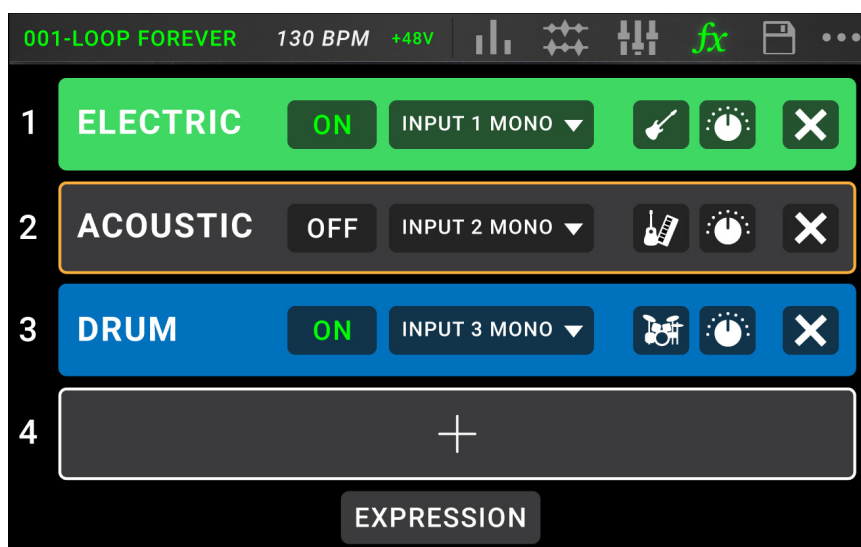 001-LOOP FOREVER 130 BPM +48V fx
1 ELECTRIC ON INPUT 1 MONO
2 ACOUSTIC OFF INPUT 2 MONO
3 DRUM ON INPUT 3 MONO
4
EXPRESSION